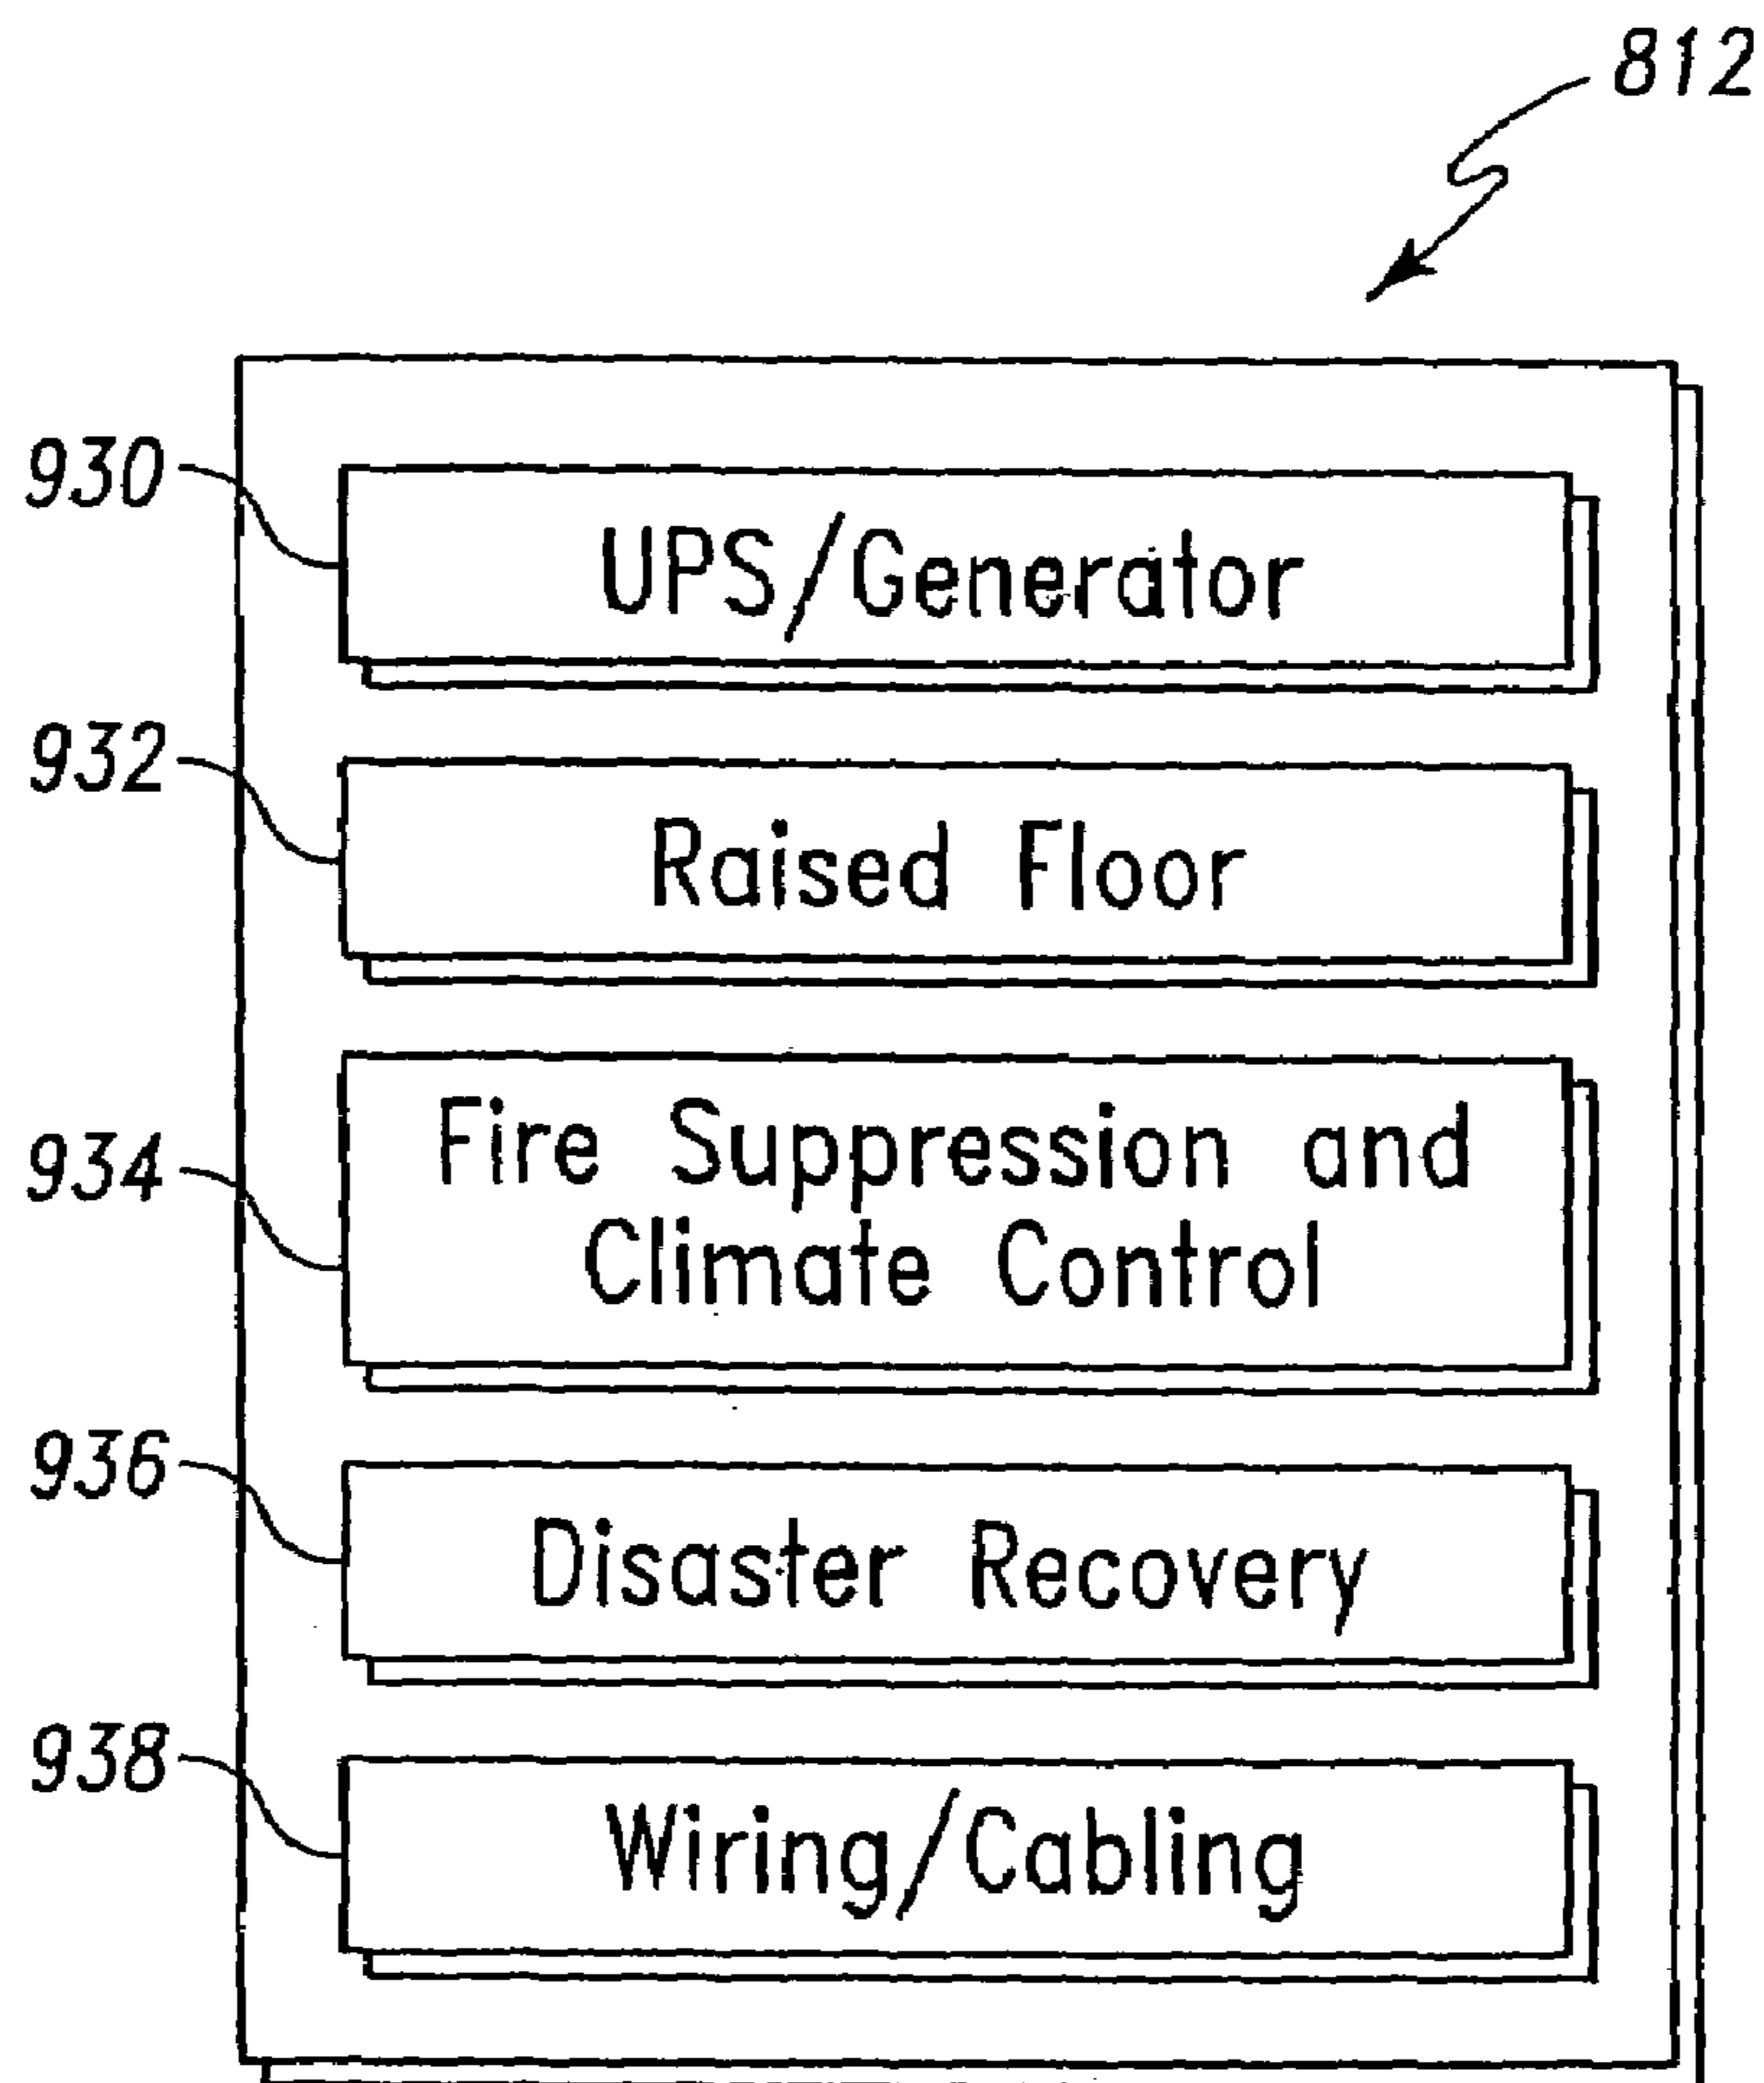 812
930
UPS/Generator
932
Raised Floor
934
Fire Suppression and
Climate Control
936
Disaster Recovery
938
Wiring/Cabling